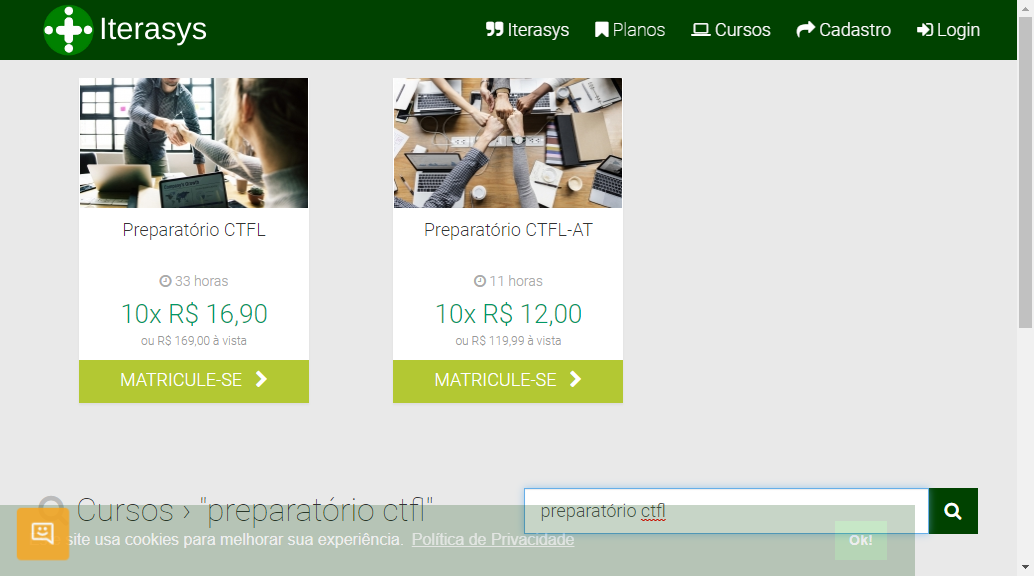 Iterasys
Iterasys Planos Cursos Cadastro Login
Preparatório CTFL
33 horas
10x R$ 16,90
ou R$ 169,00 à vista
MATRICULE-SE
Preparatório CTFL-AT
11 horas
10x R$ 12,00
ou R$ 119,99 à vista
MATRICULE-SE
Cursos › "preparatório ctfl"
preparatório ctfl
site usa cookies para melhorar sua experiência. Política de Privacidade
Ok!